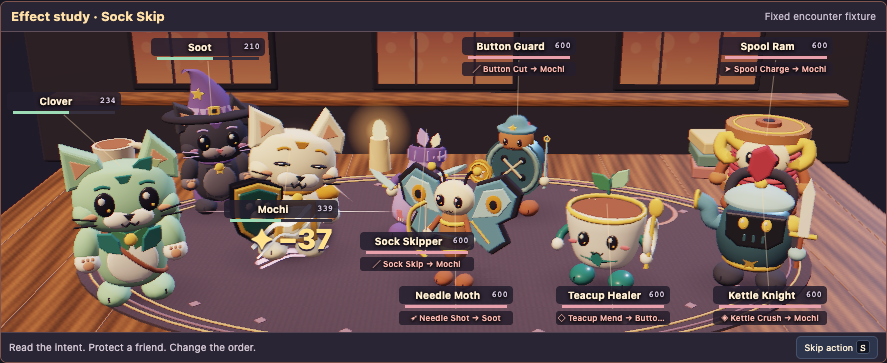 Effect study · Sock Skip
Fixed encounter fixture
Soot 210
Button Guard 600
⟋ Button Cut → Mochi
Spool Ram 600
➤ Spool Charge → Mochi
Clover 234
Mochi 339
✦ −37
Sock Skipper 600
⟋ Sock Skip → Mochi
Needle Moth 600
➶ Needle Shot → Soot
Teacup Healer 600
◇ Teacup Mend → Butto...
Kettle Knight 600
◈ Kettle Crush → Mochi
Read the intent. Protect a friend. Change the order.
Skip action S